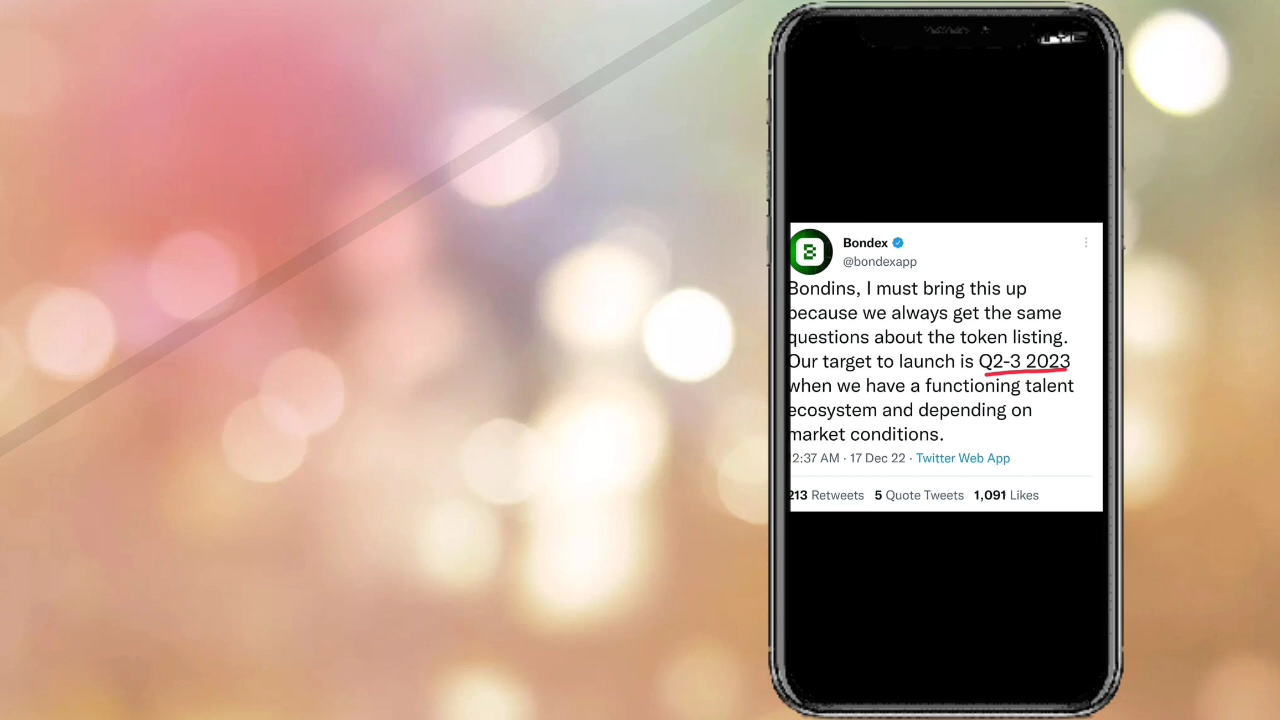 Bondex
@bondexapp
Bondins, I must bring this up
because we always get the same
questions about the token listing.
Our target to launch is Q2-3 2023
when we have a functioning talent
ecosystem and depending on
market conditions.
2:37 AM · 17 Dec 22 · Twitter Web App
213 Retweets 5 Quote Tweets 1,091 Likes